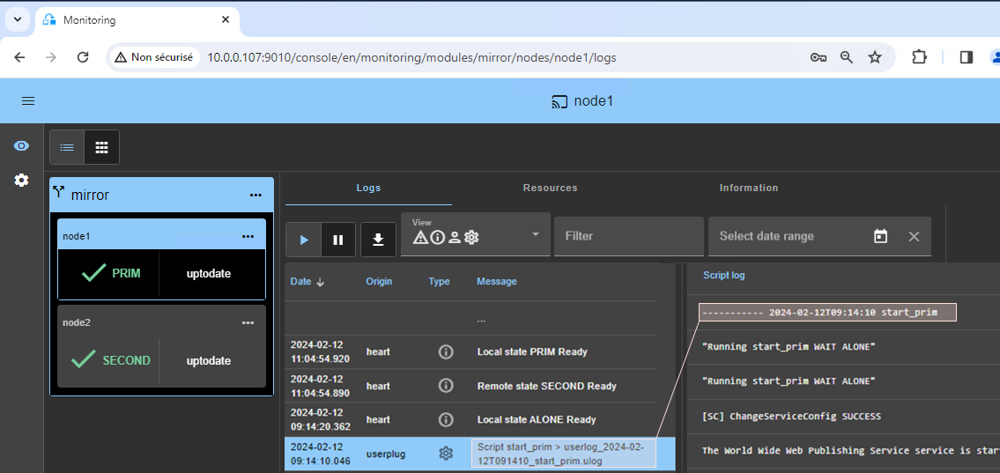 Monitoring
Non sécurisé
10.0.0.107:9010/console/en/monitoring/modules/mirror/nodes/node1/logs
node1
mirror
node1
PRIM
uptodate
node2
SECOND
uptodate
Logs
Resources
Information
View
Filter
Select date range
Date
Origin
Type
Message
...
2024-02-12
11:04:54.920
heart
Local state PRIM Ready
2024-02-12
11:04:54.890
heart
Remote state SECOND Ready
2024-02-12
09:14:20.362
heart
Local state ALONE Ready
2024-02-12
09:14:10.046
userplug
Script start_prim > userlog_2024-02-
12T091410_start_prim.ulog
Script log
----------- 2024-02-12T09:14:10 start_prim
"Running start_prim WAIT ALONE"
"Running start_prim WAIT ALONE"
[SC] ChangeServiceConfig SUCCESS
The World Wide Web Publishing Service service is star